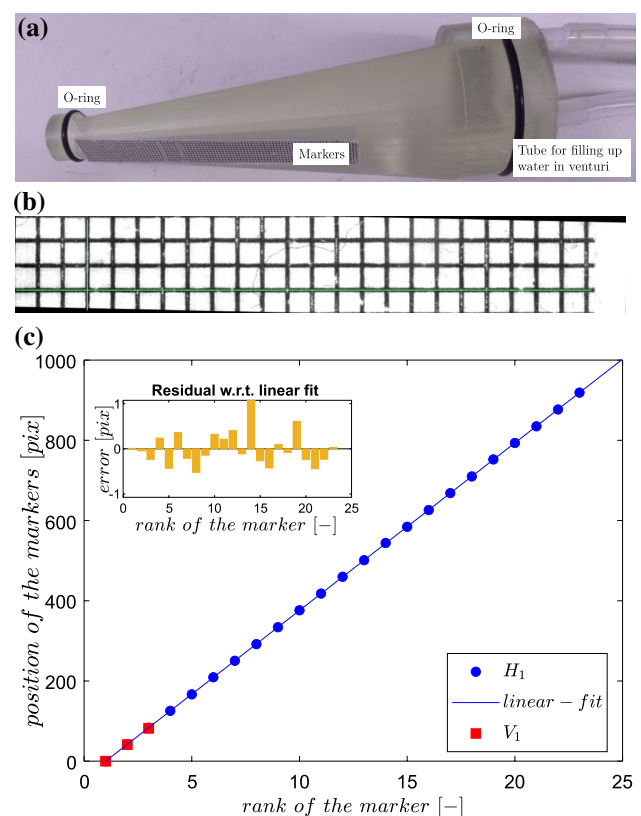 (a)
O-ring
O-ring
Markers
Tube for filling up
water in venturi
(b)
(c)
1000
800
600
400
200
0
position of the markers [pix]
0
5
10
15
20
25
rank of the marker [−]
Residual w.r.t. linear fit
1
0
-1
error [pix]
0
5
10
15
20
25
rank of the marker [−]
H1
linear − fit
V1